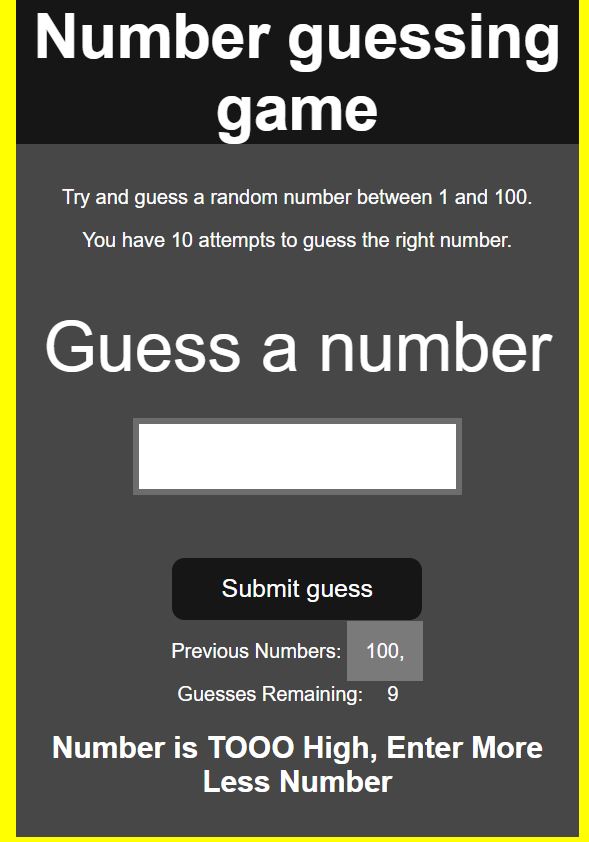 Number guessing
game
Try and guess a random number between 1 and 100.
You have 10 attempts to guess the right number.
Guess a number
Submit guess
Previous Numbers: 100,
Guesses Remaining: 9
Number is TOOO High, Enter More
Less Number